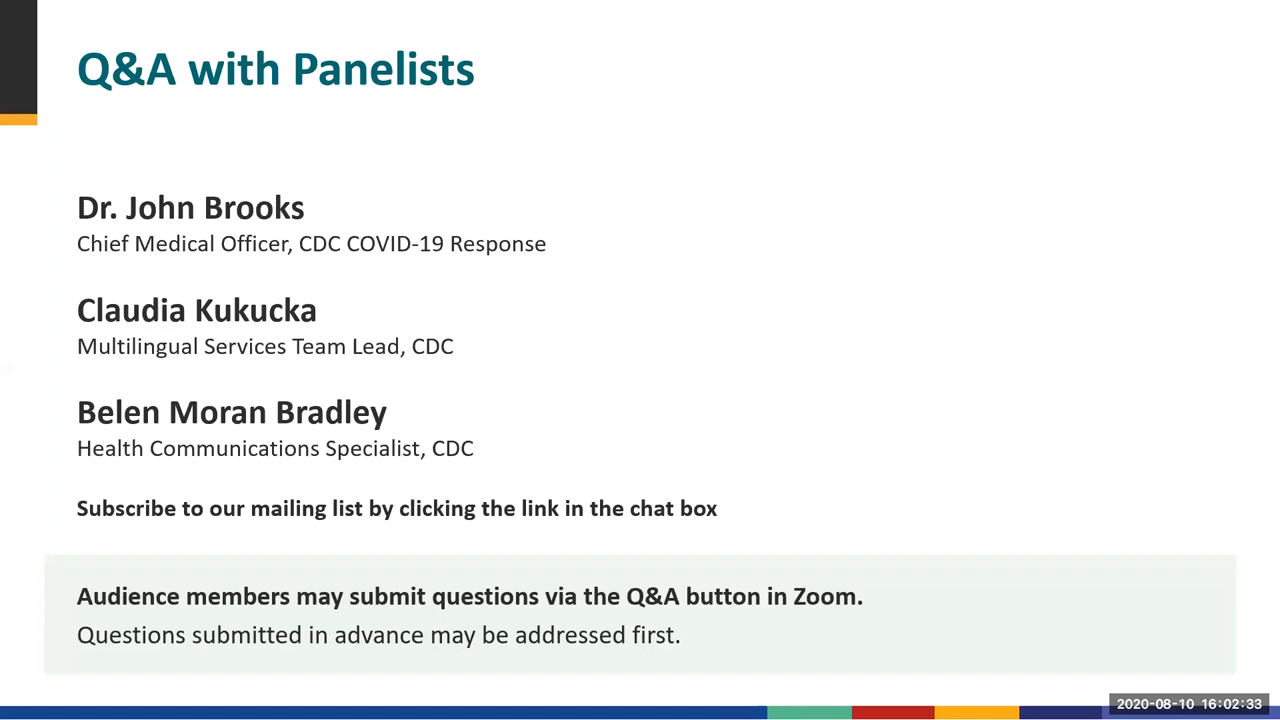 Q&A with Panelists
Dr. John Brooks
Chief Medical Officer, CDC COVID-19 Response
Claudia Kukucka
Multilingual Services Team Lead, CDC
Belen Moran Bradley
Health Communications Specialist, CDC
Subscribe to our mailing list by clicking the link in the chat box
Audience members may submit questions via the Q&A button in Zoom.
Questions submitted in advance may be addressed first.
2020-08-10 16:02:33